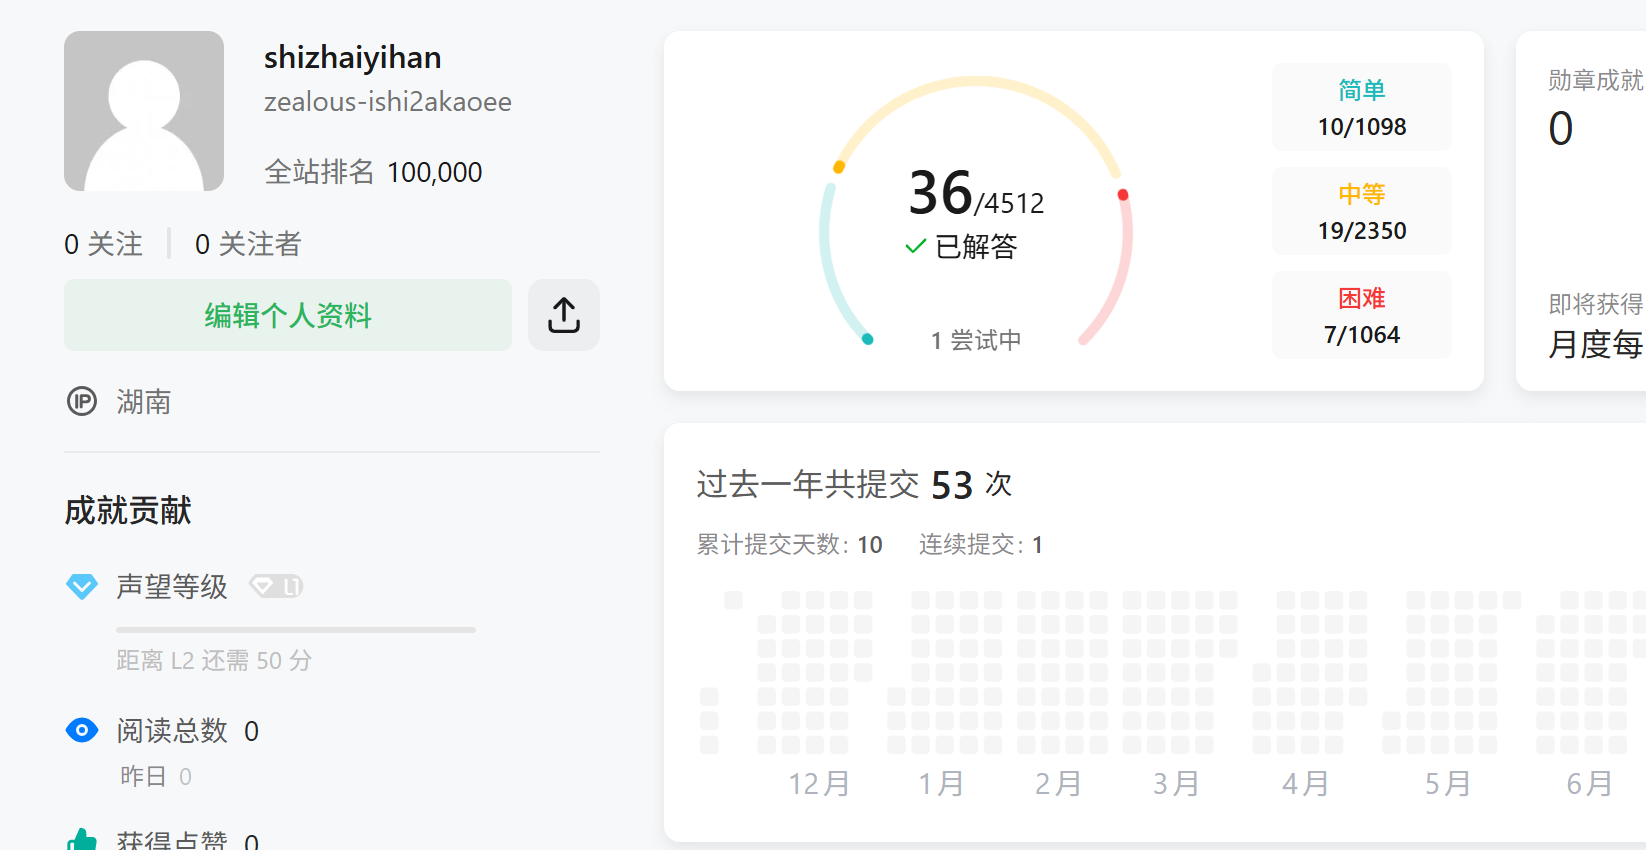 shizhaiyihan
zealous-ishi2akaoee
全站排名 100,000
0 关注 0 关注者
编辑个人资料
IP 湖南
成就贡献
声望等级 L1
距离 L2 还需 50 分
阅读总数 0
昨日 0
获得点赞 0
36/4512
已解答
1 尝试中
简单
10/1098
中等
19/2350
困难
7/1064
勋章成就
0
即将获得
月度每
过去一年共提交 53 次
累计提交天数: 10 连续提交: 1
12月 1月 2月 3月 4月 5月 6月